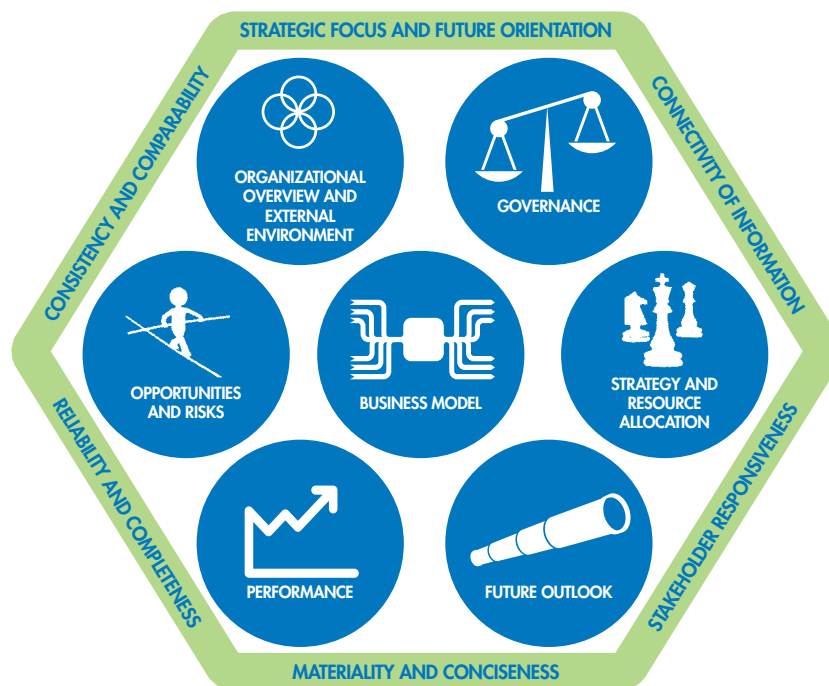 STRATEGIC FOCUS AND FUTURE ORIENTATION
CONSISTENCY AND COMPARABILITY
CONNECTIVITY OF INFORMATION
ORGANIZATIONAL
OVERVIEW AND
EXTERNAL
ENVIRONMENT
GOVERNANCE
OPPORTUNITIES
AND RISKS
BUSINESS MODEL
STRATEGY AND
RESOURCE
ALLOCATION
RELIABILITY AND COMPLETENESS
STAKEHOLDER RESPONSIVENESS
PERFORMANCE
FUTURE OUTLOOK
MATERIALITY AND CONCISENESS